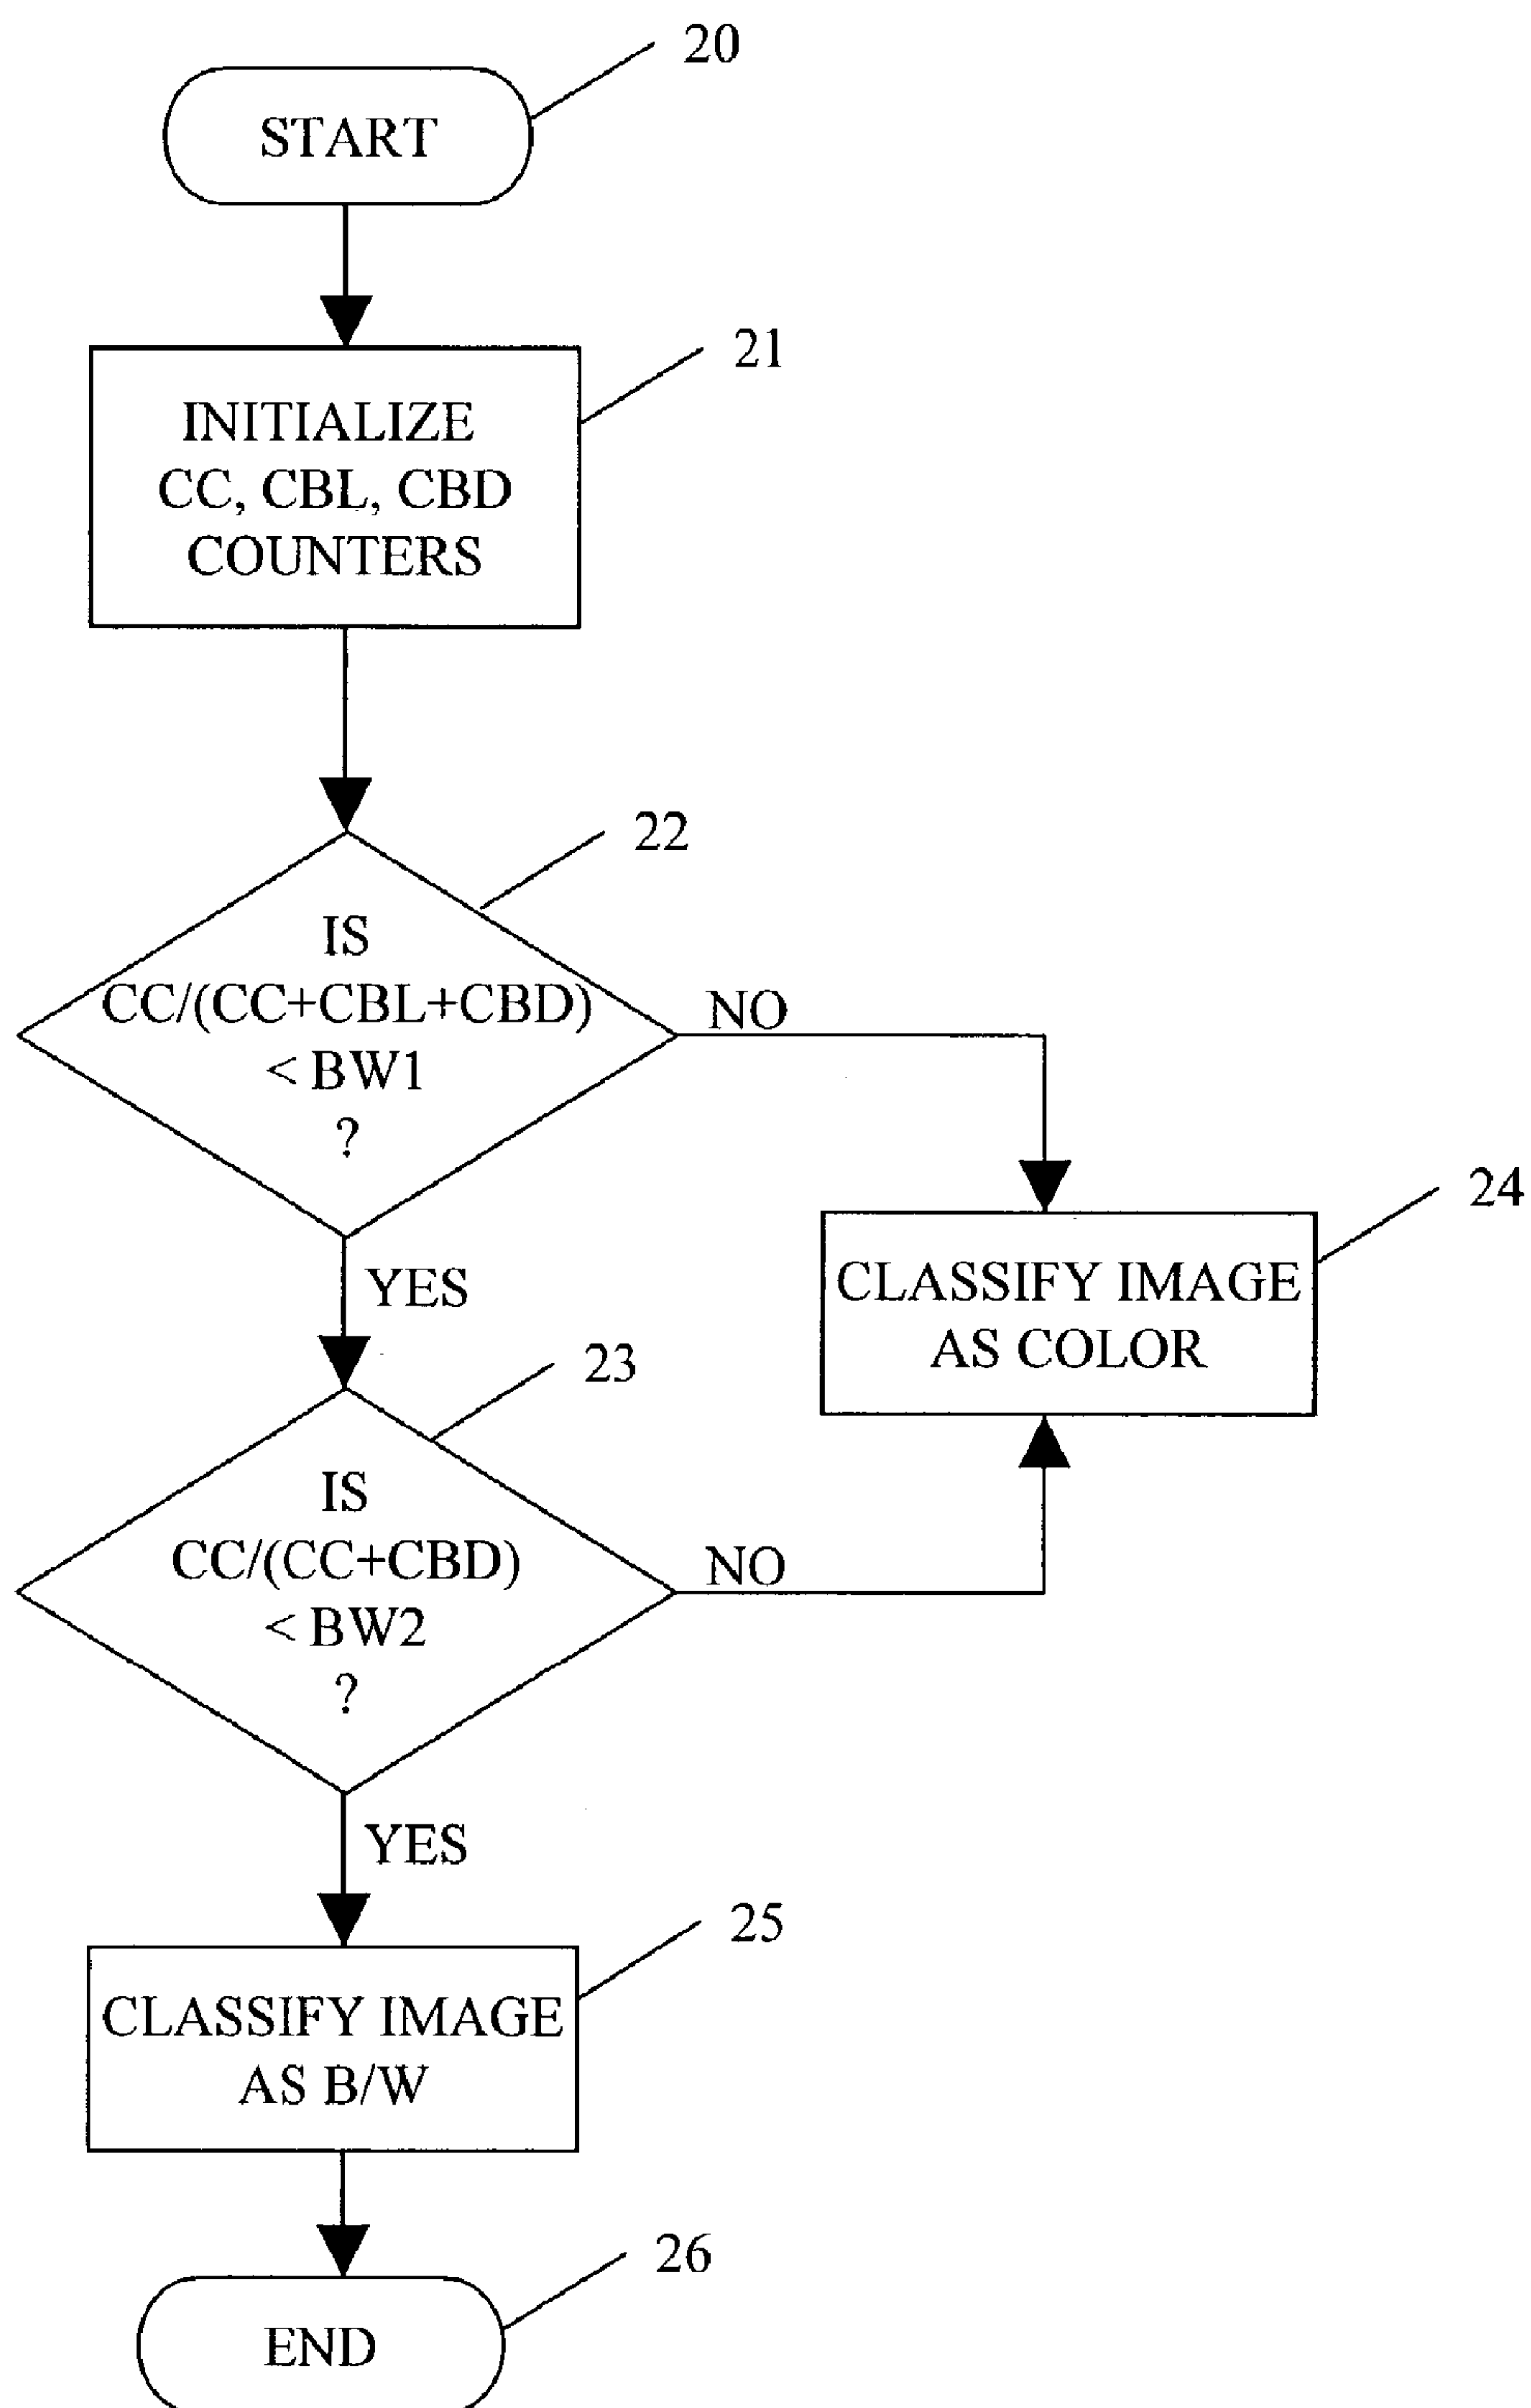 20
START
21
INITIALIZE
CC, CBL, CBD
COUNTERS
22
IS
CC/(CC+CBL+CBD)
< BW1
?
NO
YES
24
CLASSIFY IMAGE
AS COLOR
23
IS
CC/(CC+CBD)
< BW2
?
NO
YES
25
CLASSIFY IMAGE
AS B/W
26
END